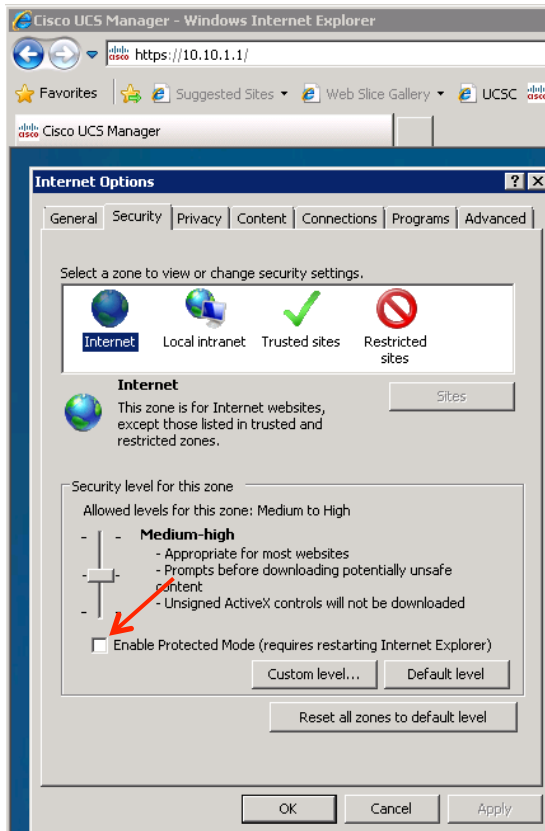 Cisco UCS Manager - Windows Internet Explorer
cisco https://10.10.1.1/
Favorites Suggested Sites Web Slice Gallery UCSC cisco
cisco Cisco UCS Manager
Internet Options
General Security Privacy Content Connections Programs Advanced
Select a zone to view or change security settings.
Internet Local intranet Trusted sites Restricted
sites
Internet
Sites
This zone is for Internet websites,
except those listed in trusted and
restricted zones.
Security level for this zone
Allowed levels for this zone: Medium to High
Medium-high
- Appropriate for most websites
- Prompts before downloading potentially unsafe
content
- Unsigned ActiveX controls will not be downloaded
Enable Protected Mode (requires restarting Internet Explorer)
Custom level... Default level
Reset all zones to default level
OK Cancel Apply